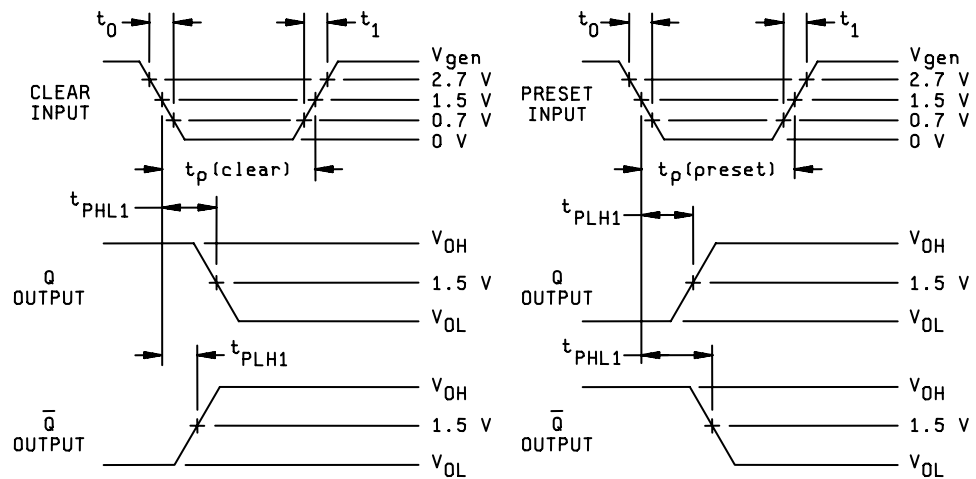 t0 t1 t0 t1
Vgen Vgen
2.7 V 2.7 V
CLEAR INPUT PRESET INPUT
1.5 V 1.5 V
0.7 V 0.7 V
0 V 0 V
tp(clear) tp(preset)
tPHL1 tPLH1
VOH VOH
Q OUTPUT 1.5 V Q OUTPUT 1.5 V
VOL VOL
tPLH1 tPHL1
VOH VOH
Q̅ OUTPUT 1.5 V Q̅ OUTPUT 1.5 V
VOL VOL